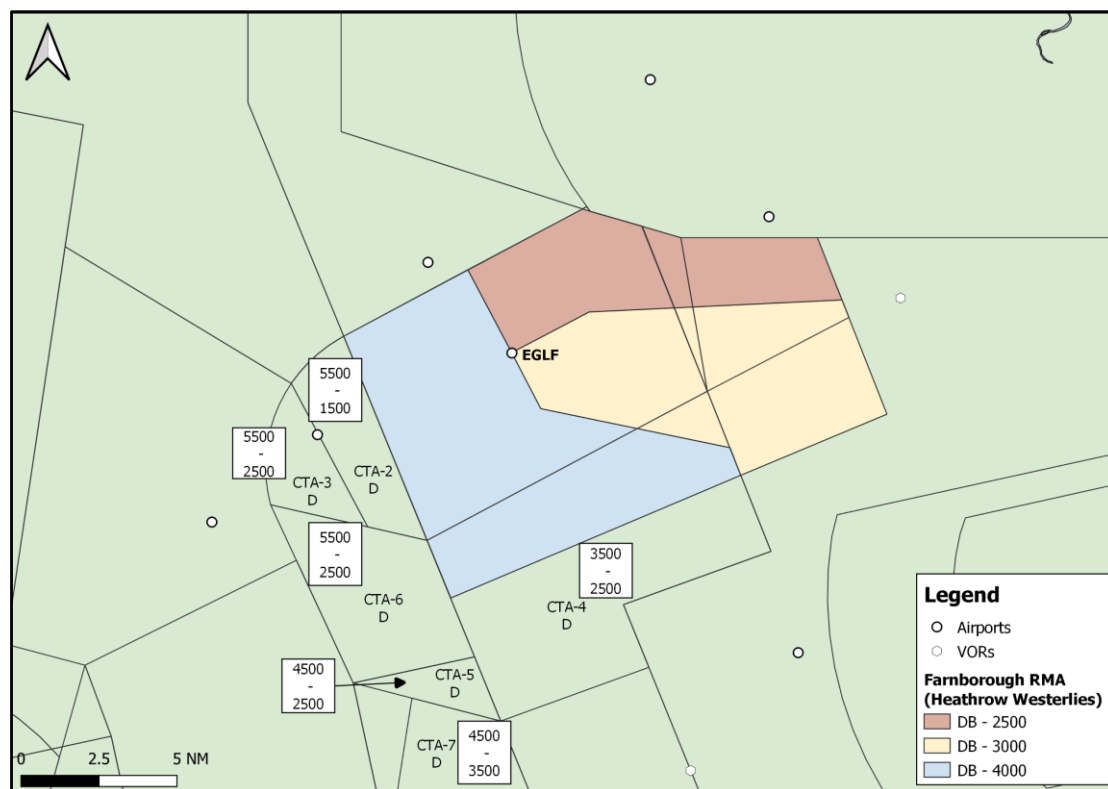 EGLF
5500
-
1500
5500
-
2500
CTA-2
D
CTA-3
D
5500
-
2500
3500
-
2500
CTA-6
D
CTA-4
D
4500
-
2500
CTA-5
D
CTA-7
D
4500
-
3500
0 2.5 5 NM
Legend
Airports
VORs
Farnborough RMA
(Heathrow Westerlies)
DB - 2500
DB - 3000
DB - 4000